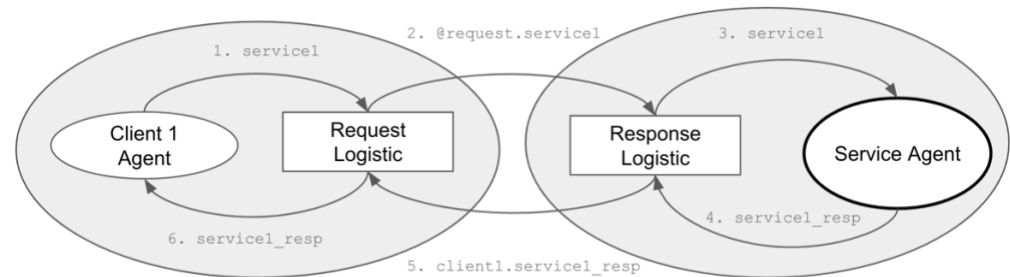 2. @request.service1
1. service1
3. service1
Client 1
Agent
Request
Logistic
Response
Logistic
Service Agent
4. service1_resp
6. service1_resp
5. client1.service1_resp